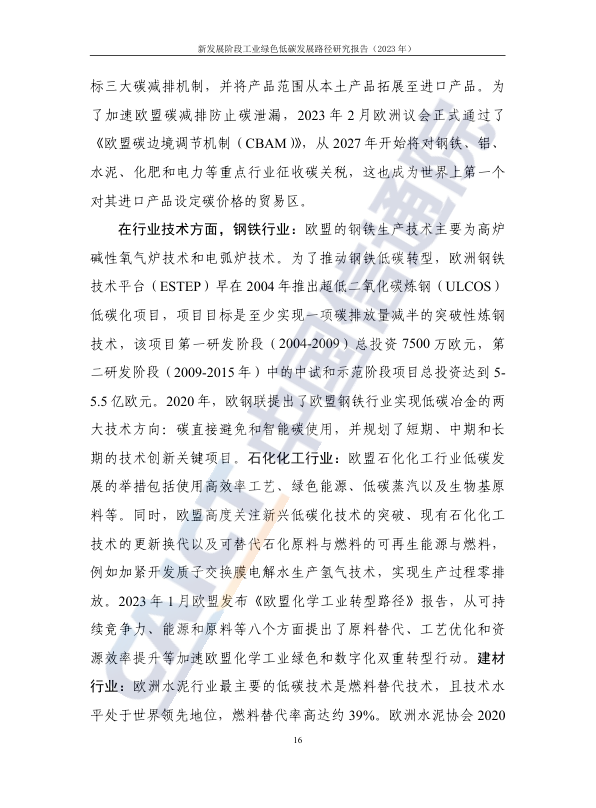 新发展阶段工业绿色低碳发展路径研究报告（2023 年）
标三大碳减排机制，并将产品范围从本土产品拓展至进口产品。为
了加速欧盟碳减排防止碳泄漏，2023 年 2 月欧洲议会正式通过了
《欧盟碳边境调节机制（CBAM）》，从 2027 年开始将对钢铁、铝、
水泥、化肥和电力等重点行业征收碳关税，这也成为世界上第一个
对其进口产品设定碳价格的贸易区。
在行业技术方面，钢铁行业：欧盟的钢铁生产技术主要为高炉
碱性氧气炉技术和电弧炉技术。为了推动钢铁低碳转型，欧洲钢铁
技术平台（ESTEP）早在 2004 年推出超低二氧化碳炼钢（ULCOS）
低碳化项目，项目目标是至少实现一项碳排放量减半的突破性炼钢
技术，该项目第一研发阶段（2004-2009）总投资 7500 万欧元，第
二研发阶段（2009-2015 年）中的中试和示范阶段项目总投资达到 5-
5.5 亿欧元。2020 年，欧钢联提出了欧盟钢铁行业实现低碳冶金的两
大技术方向：碳直接避免和智能碳使用，并规划了短期、中期和长
期的技术创新关键项目。石化化工行业：欧盟石化化工行业低碳发
展的举措包括使用高效率工艺、绿色能源、低碳蒸汽以及生物基原
料等。同时，欧盟高度关注新兴低碳化技术的突破、现有石化化工
技术的更新换代以及可替代石化原料与燃料的可再生能源与燃料，
例如加紧开发质子交换膜电解水生产氢气技术，实现生产过程零排
放。2023 年 1 月欧盟发布《欧盟化学工业转型路径》报告，从可持
续竞争力、能源和原料等八个方面提出了原料替代、工艺优化和资
源效率提升等加速欧盟化学工业绿色和数字化双重转型行动。建材
行业：欧洲水泥行业最主要的低碳技术是燃料替代技术，且技术水
平处于世界领先地位，燃料替代率高达约 39%。欧洲水泥协会 2020
16
CAICT 中国信通院